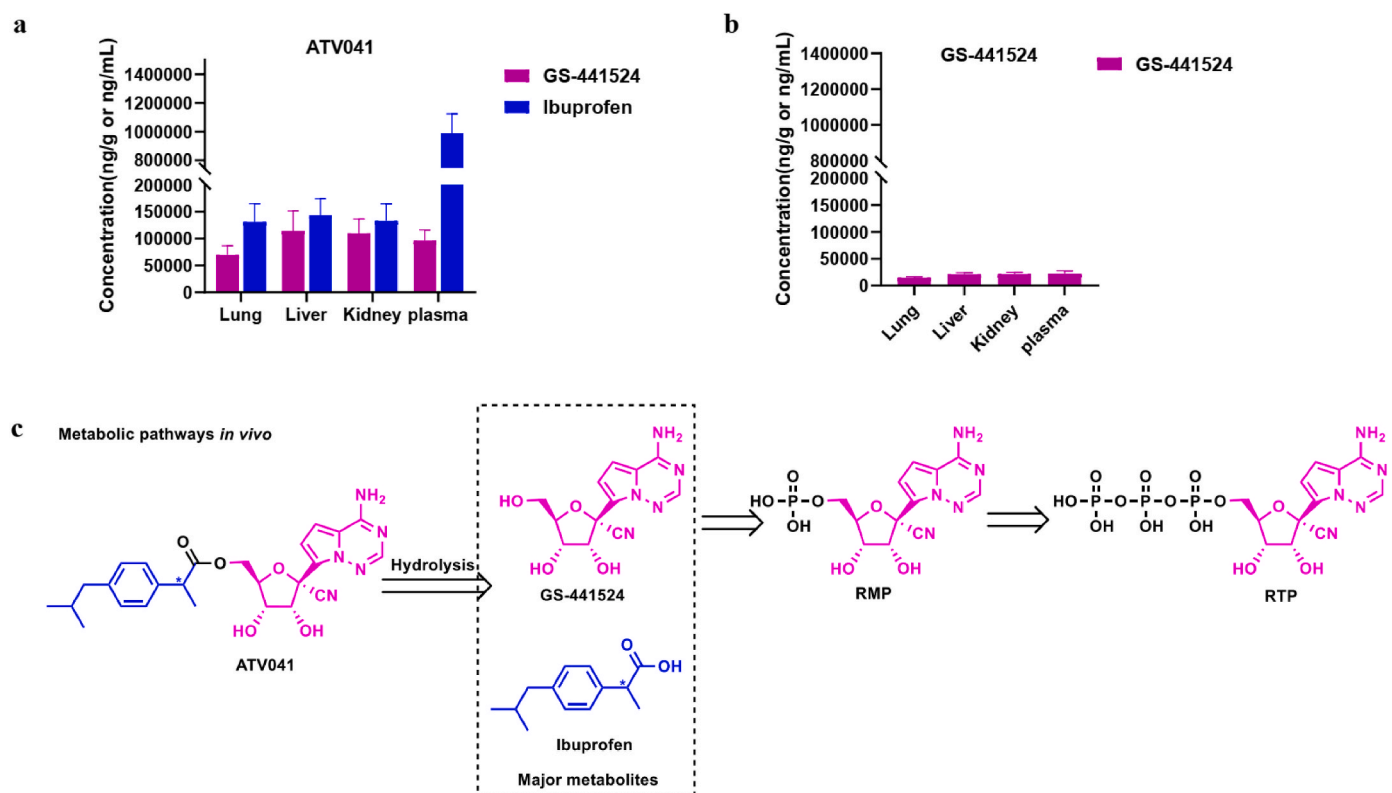 a
ATV041
Concentration(ng/g or ng/mL)
1400000
1200000
1000000
800000
600000
200000
150000
100000
50000
0
Lung Liver Kidney plasma
GS-441524
Ibuprofen
b
GS-441524
Concentration(ng/g or ng/mL)
1400000
1200000
1000000
800000
600000
200000
150000
100000
50000
0
Lung
Liver
Kidney
plasma
GS-441524
c
Metabolic pathways in vivo
O
O
O
*
NH₂
N
N
N
CN
HO
OH
ATV041
Hydrolysis
HO
O
NH₂
N
N
N
CN
HO
OH
GS-441524
O
OH
*
Ibuprofen
Major metabolites
O
HO P O
OH
O
NH₂
N
N
N
CN
HO
OH
RMP
O O O
HO P O P O P O
OH OH OH
O
NH₂
N
N
N
CN
HO
OH
RTP